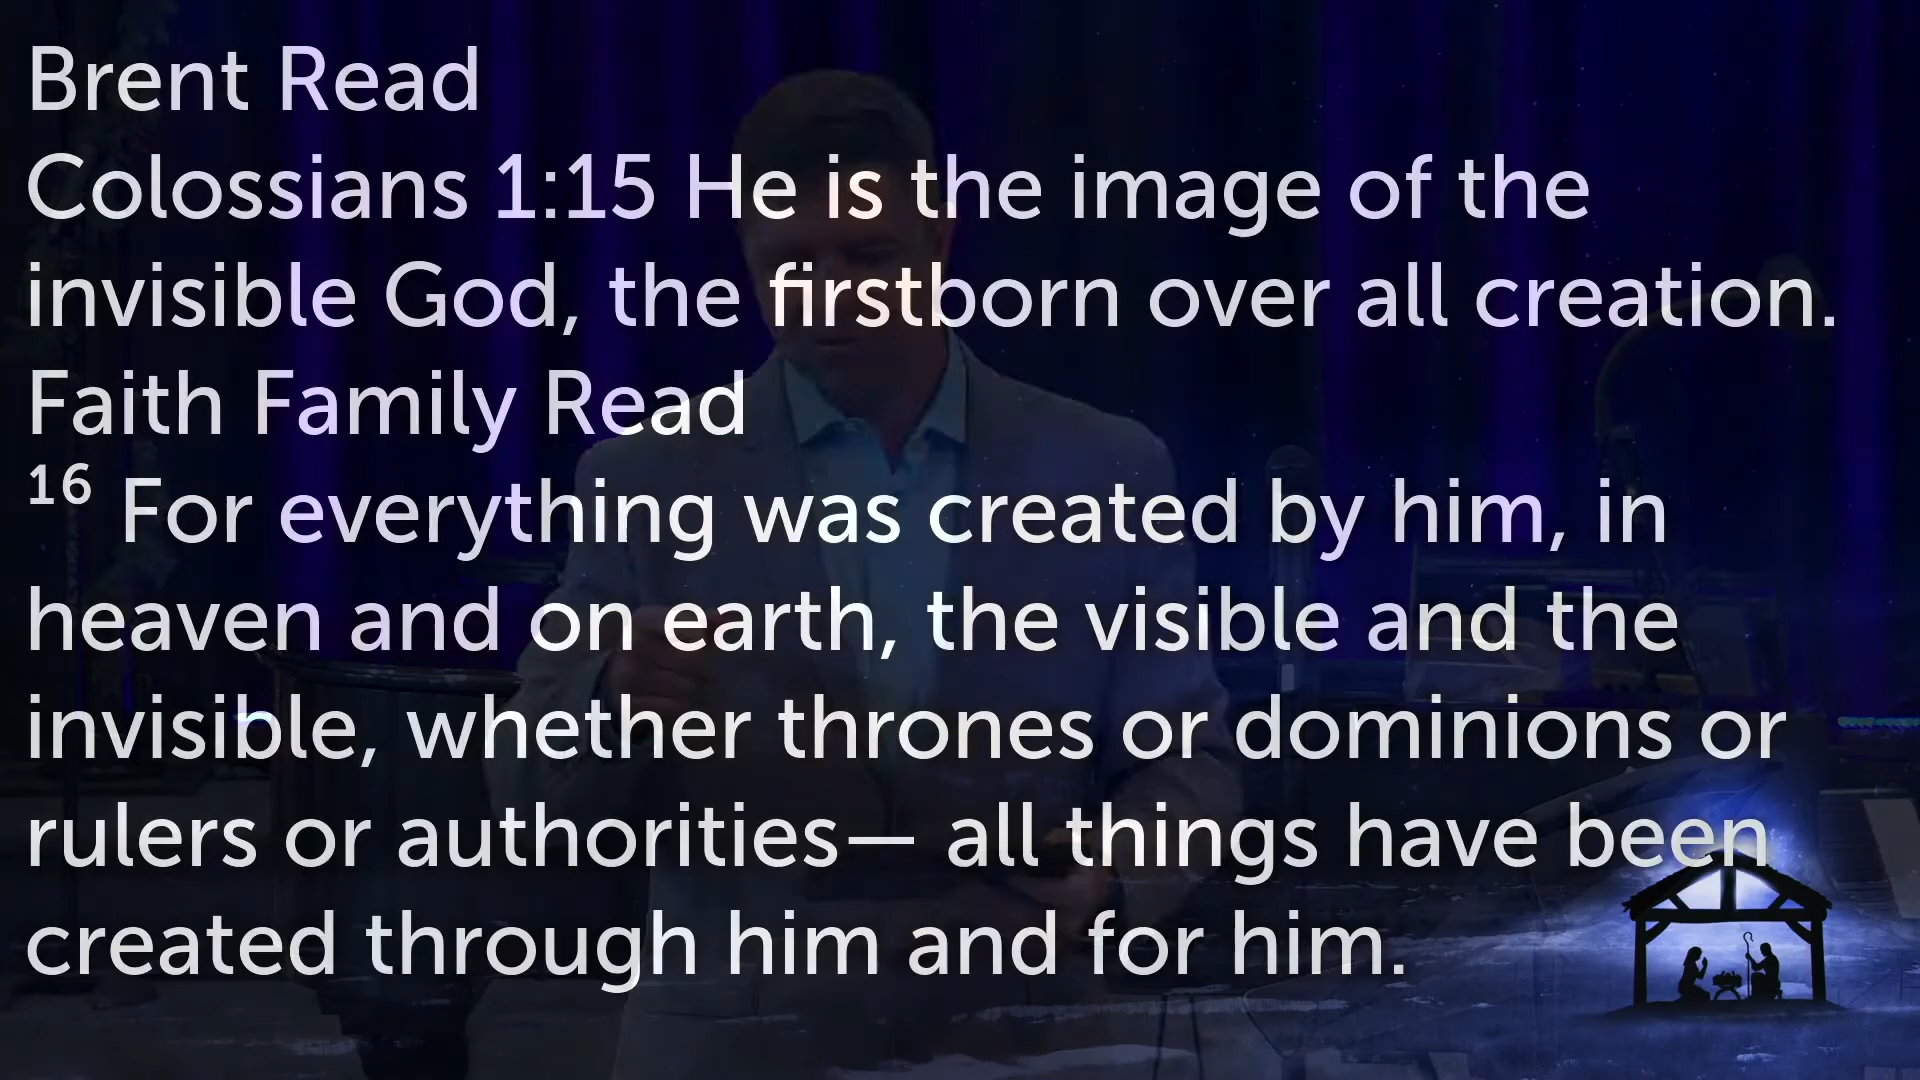 Brent Read
Colossians 1:15 He is the image of the
invisible God, the firstborn over all creation.
Faith Family Read
16 For everything was created by him, in
heaven and on earth, the visible and the
invisible, whether thrones or dominions or
rulers or authorities— all things have been
created through him and for him.